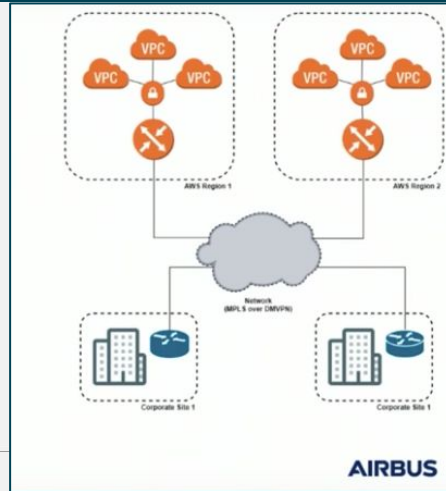 VPC
VPC
VPC
VPC
VPC
VPC
AWS Region 1
AWS Region 2
Network
(MPLS over DMVPN)
Corporate Site 1
Corporate Site 1
AIRBUS